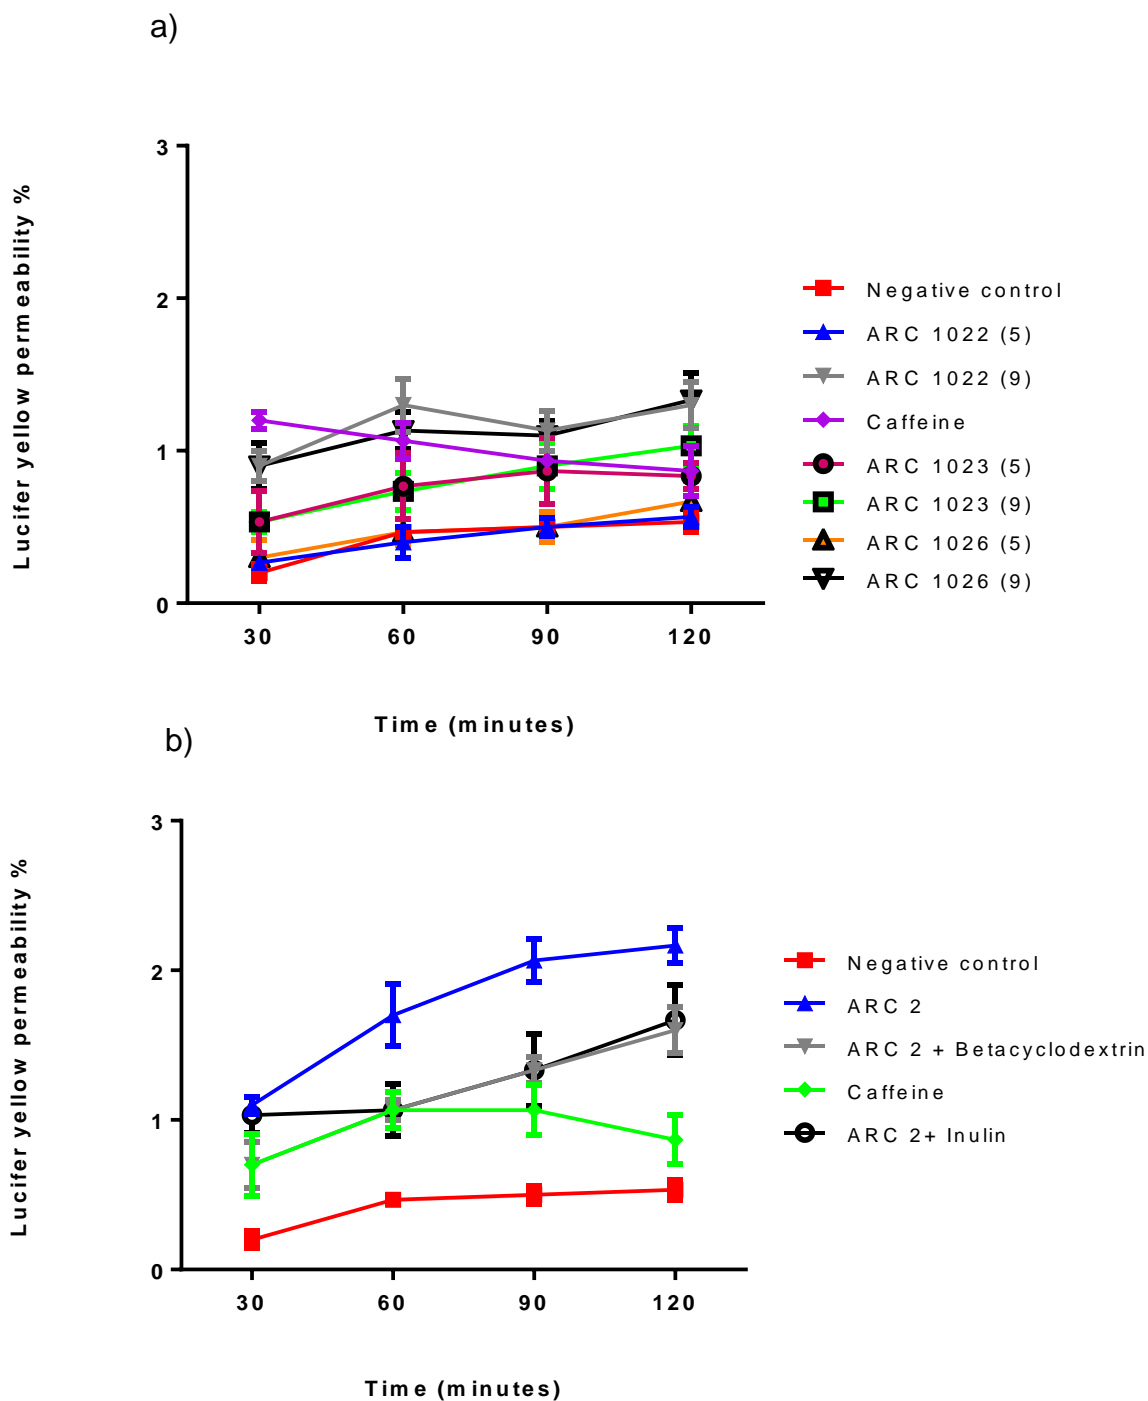 a)
Lucifer yellow permeability %
3
2
1
0
30 60 90 120
Time (minutes)
Negative control
ARC 1022 (5)
ARC 1022 (9)
Caffeine
ARC 1023 (5)
ARC 1023 (9)
ARC 1026 (5)
ARC 1026 (9)
b)
Lucifer yellow permeability %
3
2
1
0
30 60 90 120
Time (minutes)
Negative control
ARC 2
ARC 2 + Betacyclodextrin
Caffeine
ARC 2+ Inulin